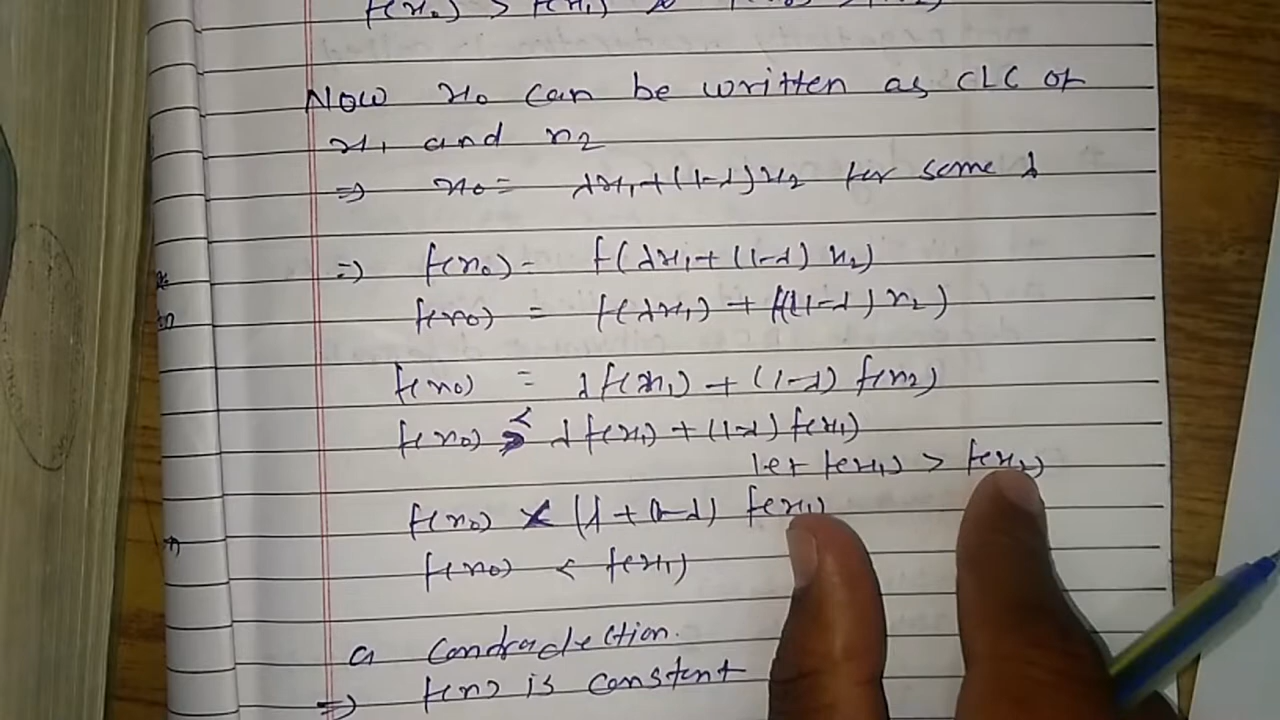 f(x₀) > f(x₁)
Now x₀ can be written as CLC of
x₁ and x₂
⇒ x₀ = λx₁+(1-λ)x₂ for some λ
⇒ f(x₀) = f(λx₁+(1-λ) x₂)
f(x₀) = f(λx₁) + f((1-λ)x₂)
f(x₀) = λf(x₁) + (1-λ) f(x₂)
f(x₀) < λf(x₁) + (1-λ) f(x₁)
let f(x₁) > f(x₂)
f(x₀) < (λ+(1-λ)) f(x₁)
f(x₀) < f(x₁)
a contradiction.
⇒ f(x) is constant